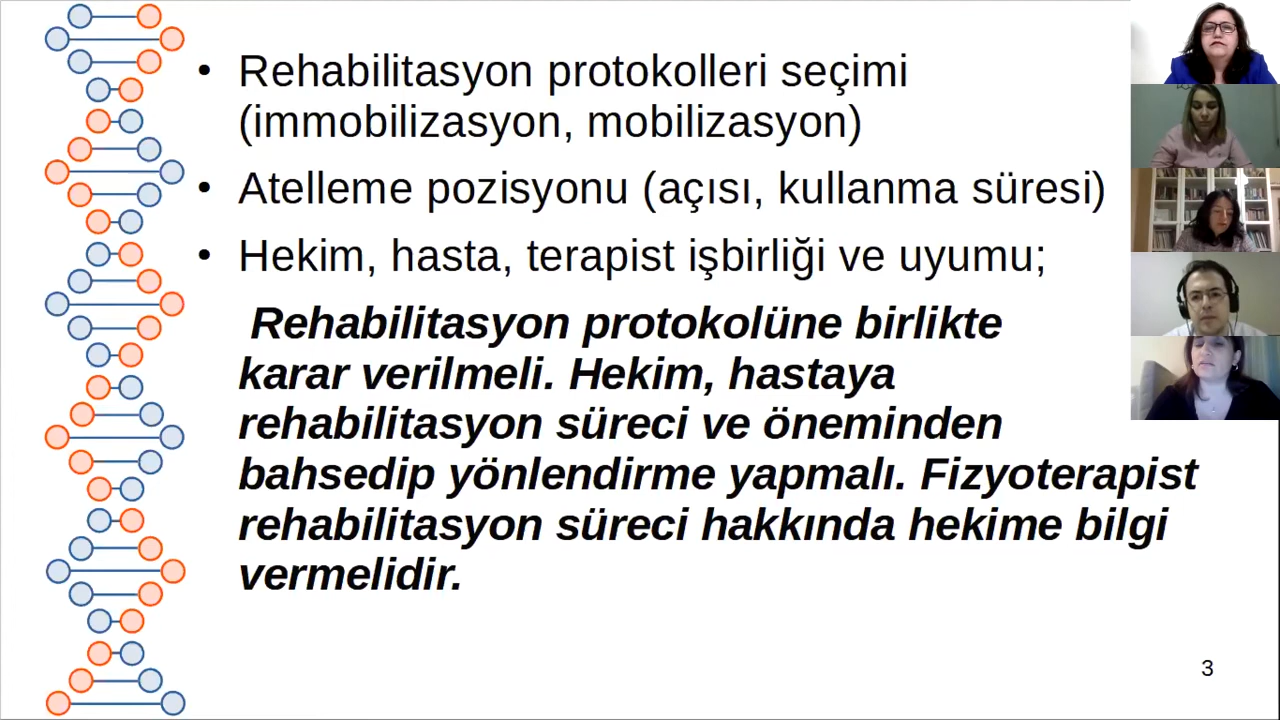 • Rehabilitasyon protokolleri seçimi
(immobilizasyon, mobilizasyon)
• Atelleme pozisyonu (açısı, kullanma süresi)
• Hekim, hasta, terapist işbirliği ve uyumu;
Rehabilitasyon protokolüne birlikte
karar verilmeli. Hekim, hastaya
rehabilitasyon süreci ve öneminden
bahsedip yönlendirme yapmalı. Fizyoterapist
rehabilitasyon süreci hakkında hekime bilgi
vermelidir.
3